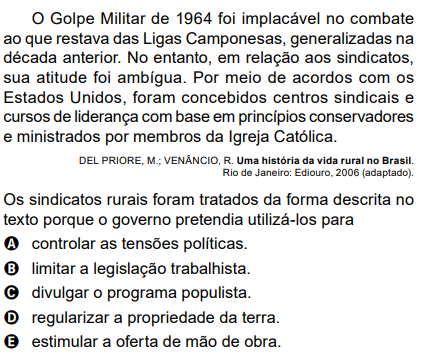 O Golpe Militar de 1964 foi implacável no combate
ao que restava das Ligas Camponesas, generalizadas na
década anterior. No entanto, em relação aos sindicatos,
sua atitude foi ambígua. Por meio de acordos com os
Estados Unidos, foram concebidos centros sindicais e
cursos de liderança com base em princípios conservadores
e ministrados por membros da Igreja Católica.
DEL PRIORE, M.; VENÂNCIO, R. Uma história da vida rural no Brasil.
Rio de Janeiro: Ediouro, 2006 (adaptado).
Os sindicatos rurais foram tratados da forma descrita no
texto porque o governo pretendia utilizá-los para
A controlar as tensões políticas.
B limitar a legislação trabalhista.
C divulgar o programa populista.
D regularizar a propriedade da terra.
E estimular a oferta de mão de obra.